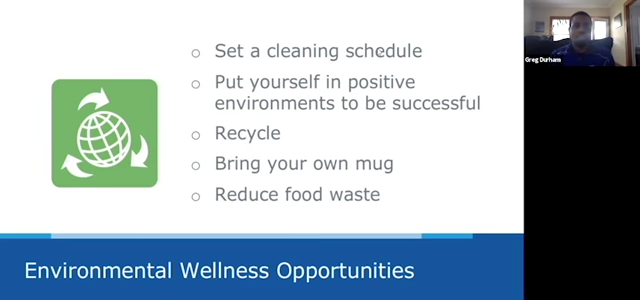 ○ Set a cleaning schedule
○ Put yourself in positive
environments to be successful
○ Recycle
○ Bring your own mug
○ Reduce food waste
Environmental Wellness Opportunities
Greg Durham